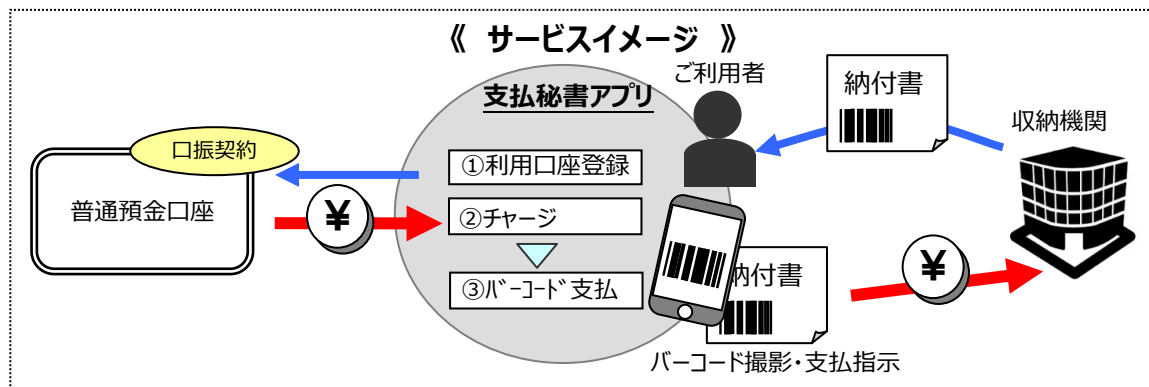 《 サービスイメージ 》
支払秘書アプリ
ご利用者
納付書
収納機関
口振契約
普通預金口座
①利用口座登録
¥
②チャージ
③バーコード支払
納付書
¥
バーコード撮影・支払指示